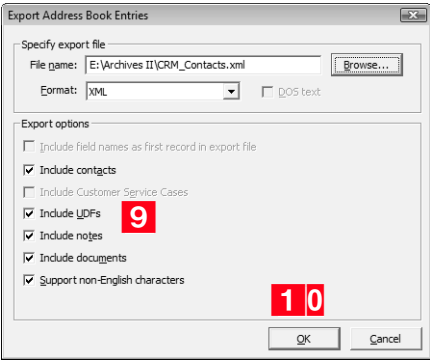 Export Address Book Entries
Specify export file
File name: E:\Archives II\CRM_Contacts.xml Browse...
Format: XML DOS text
Export options
Include field names as first record in export file
Include contacts
Include Customer Service Cases
Include UDFs
9
Include notes
Include documents
Support non-English characters
10
OK Cancel